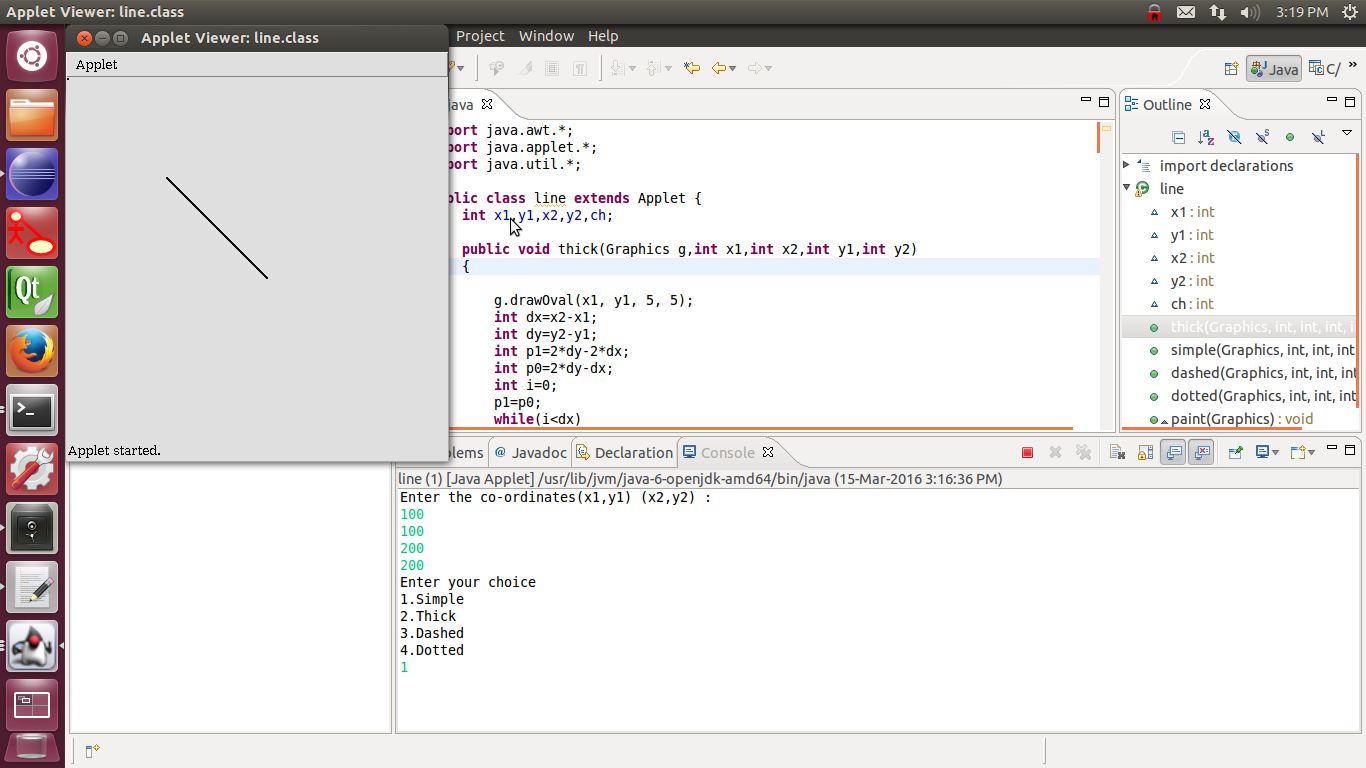 Applet Viewer: line.class
3:19 PM
Applet Viewer: line.class
Applet
Applet started.
Project Window Help
Java
C/
»
java
port java.awt.*;
port java.applet.*;
port java.util.*;
blic class line extends Applet {
int x1,y1,x2,y2,ch;
public void thick(Graphics g,int x1,int x2,int y1,int y2)
{
g.drawOval(x1, y1, 5, 5);
int dx=x2-x1;
int dy=y2-y1;
int p1=2*dy-2*dx;
int p0=2*dy-dx;
int i=0;
p1=p0;
while(i<dx)
Outline
import declarations
line
x1 : int
y1 : int
x2 : int
y2 : int
ch : int
thick(Graphics, int, int, int, i
simple(Graphics, int, int, int
dashed(Graphics, int, int, int
dotted(Graphics, int, int, int
paint(Graphics) : void
lems @ Javadoc Declaration Console
line (1) [Java Applet] /usr/lib/jvm/java-6-openjdk-amd64/bin/java (15-Mar-2016 3:16:36 PM)
Enter the co-ordinates(x1,y1) (x2,y2) :
100
100
200
200
Enter your choice
1.Simple
2.Thick
3.Dashed
4.Dotted
1
Qt